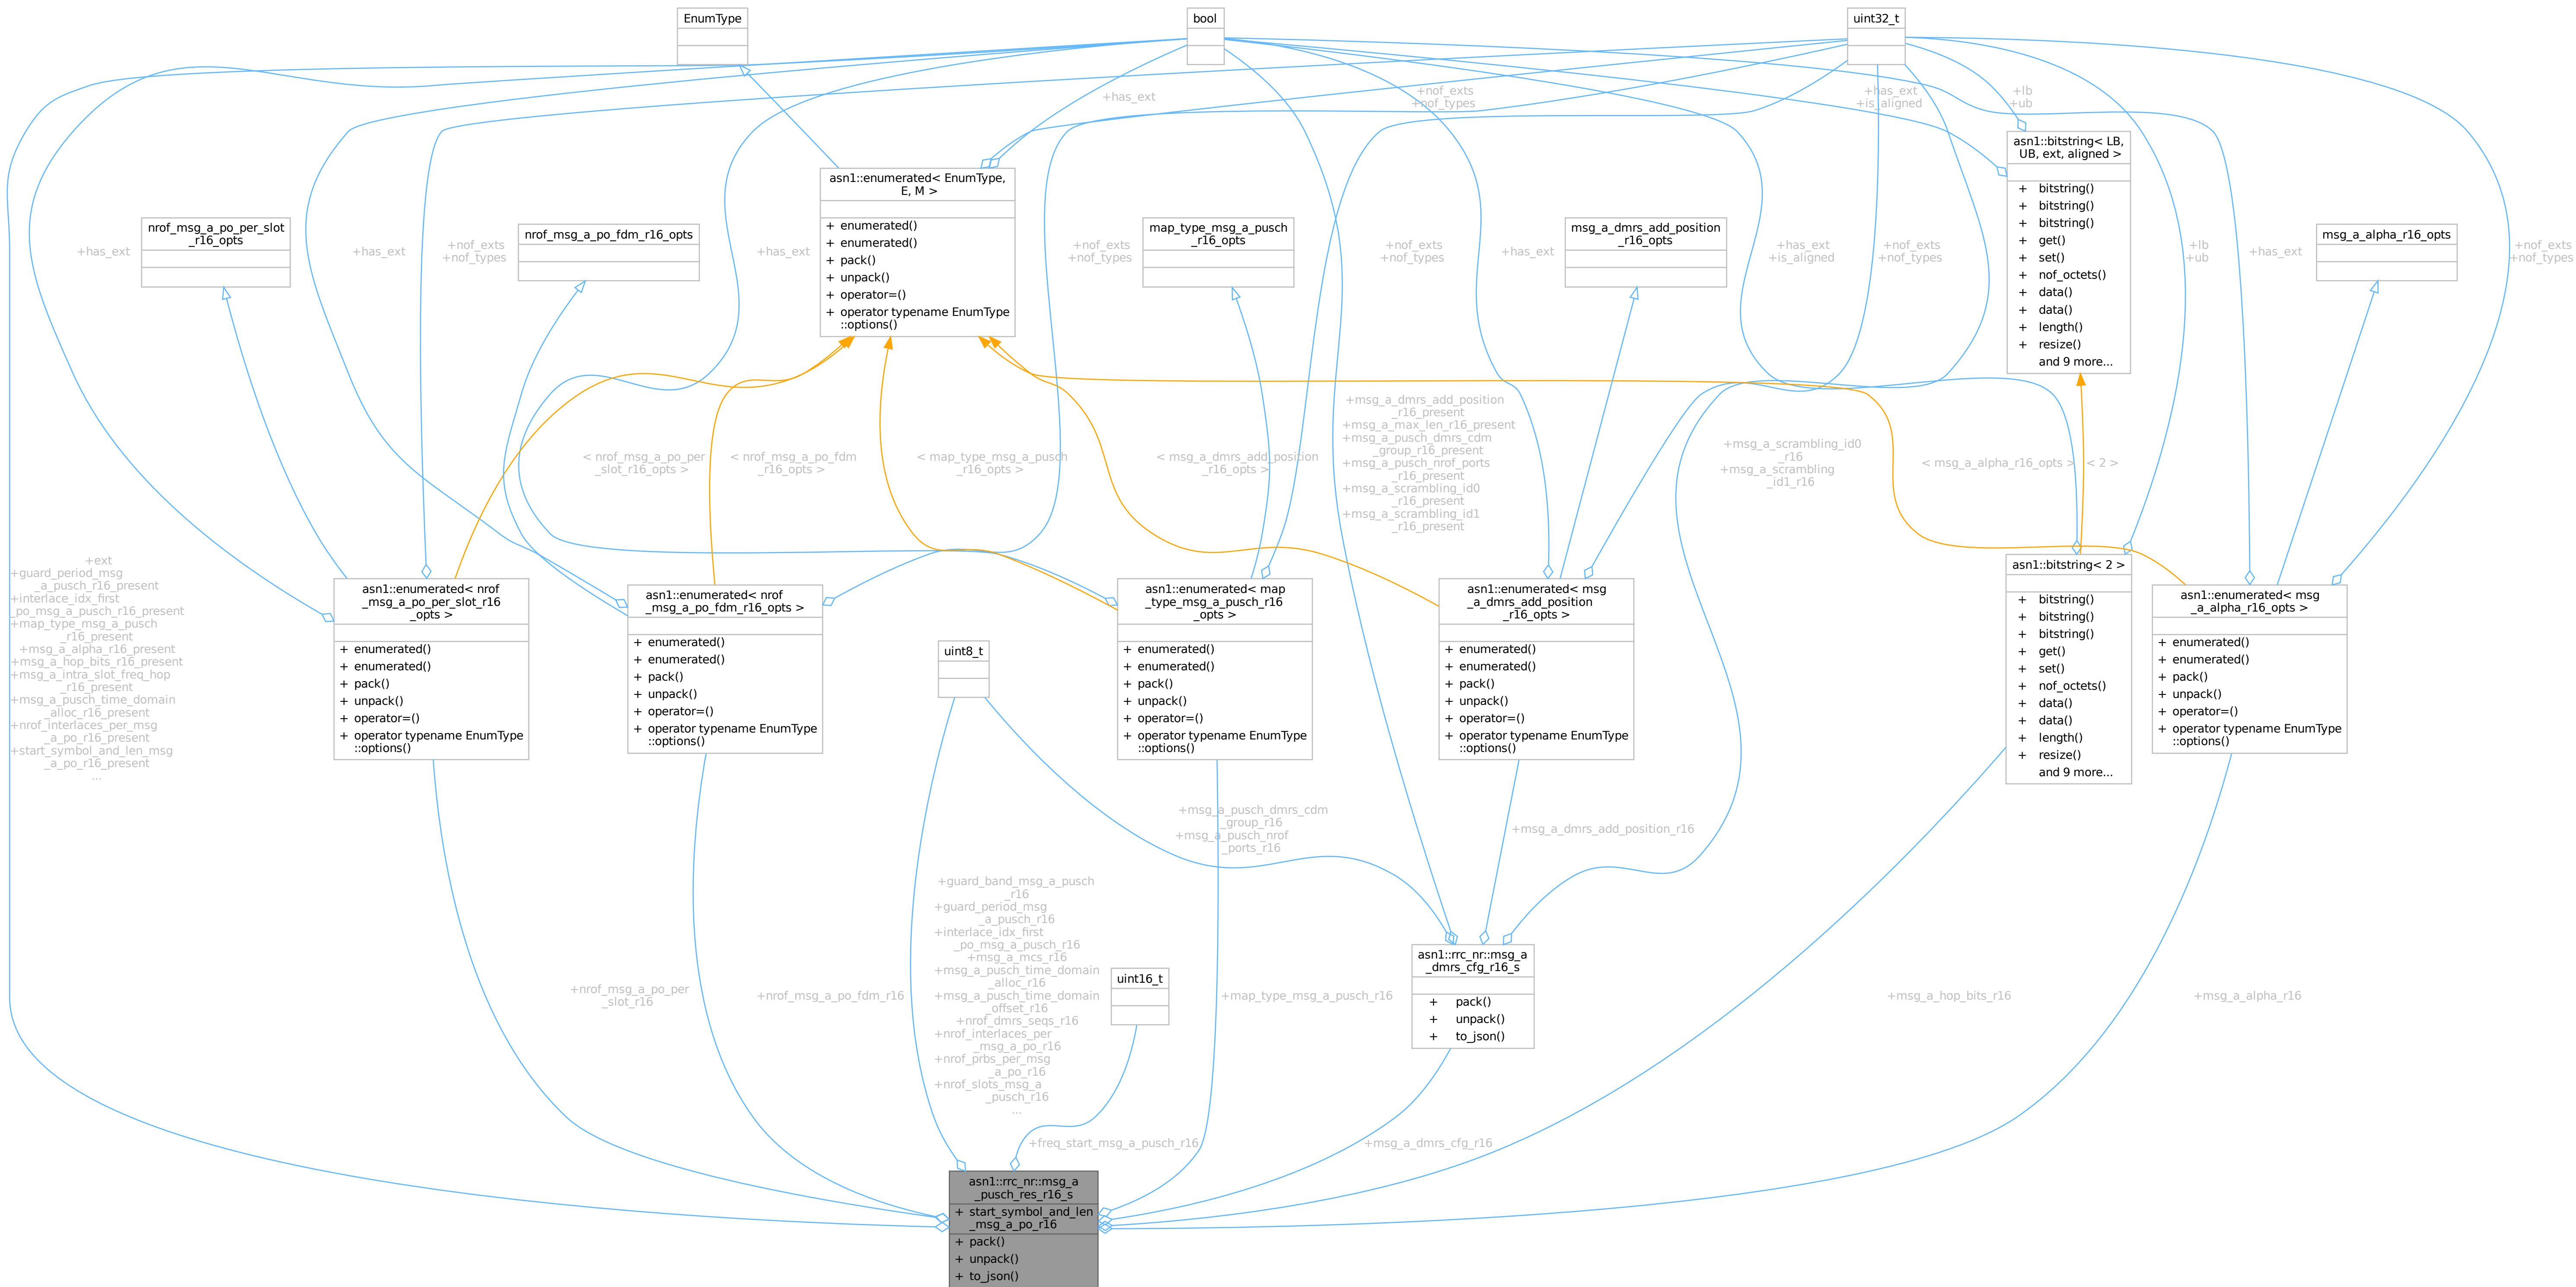 EnumType
bool
uint32_t
+has_ext
+nof_exts
+nof_types
+has_ext
+is_aligned
+lb
+ub
asn1::bitstring< LB,
UB, ext, aligned >
+ bitstring()
+ bitstring()
+ bitstring()
+ get()
+ set()
+ nof_octets()
+ data()
+ data()
+ length()
+ resize()
and 9 more...
asn1::enumerated< EnumType,
E, M >
+ enumerated()
+ enumerated()
+ pack()
+ unpack()
+ operator=()
+ operator typename EnumType
::options()
nrof_msg_a_po_per_slot
_r16_opts
nrof_msg_a_po_fdm_r16_opts
map_type_msg_a_pusch
_r16_opts
msg_a_dmrs_add_position
_r16_opts
msg_a_alpha_r16_opts
+has_ext
+has_ext
+nof_exts
+nof_types
+has_ext
+nof_exts
+nof_types
+nof_exts
+nof_types
+has_ext
+has_ext
+is_aligned
+nof_exts
+nof_types
+lb
+ub
+has_ext
+nof_exts
+nof_types
< nrof_msg_a_po_per
_slot_r16_opts >
< nrof_msg_a_po_fdm
_r16_opts >
< map_type_msg_a_pusch
_r16_opts >
< msg_a_dmrs_add_position
_r16_opts >
+msg_a_dmrs_add_position
_r16_present
+msg_a_max_len_r16_present
+msg_a_pusch_dmrs_cdm
_group_r16_present
+msg_a_pusch_nrof_ports
_r16_present
+msg_a_scrambling_id0
_r16_present
+msg_a_scrambling_id1
_r16_present
+msg_a_scrambling_id0
_r16
+msg_a_scrambling
_id1_r16
< msg_a_alpha_r16_opts >
< 2 >
+ext
+guard_period_msg
_a_pusch_r16_present
+interlace_idx_first
_po_msg_a_pusch_r16_present
+map_type_msg_a_pusch
_r16_present
+msg_a_alpha_r16_present
+msg_a_hop_bits_r16_present
+msg_a_intra_slot_freq_hop
_r16_present
+msg_a_pusch_time_domain
_alloc_r16_present
+nrof_interlaces_per_msg
_a_po_r16_present
+start_symbol_and_len_msg
_a_po_r16_present
...
asn1::enumerated< nrof
_msg_a_po_per_slot_r16
_opts >
+ enumerated()
+ enumerated()
+ pack()
+ unpack()
+ operator=()
+ operator typename EnumType
::options()
asn1::enumerated< nrof
_msg_a_po_fdm_r16_opts >
+ enumerated()
+ enumerated()
+ pack()
+ unpack()
+ operator=()
+ operator typename EnumType
::options()
uint8_t
asn1::enumerated< map
_type_msg_a_pusch_r16
_opts >
+ enumerated()
+ enumerated()
+ pack()
+ unpack()
+ operator=()
+ operator typename EnumType
::options()
asn1::enumerated< msg
_a_dmrs_add_position
_r16_opts >
+ enumerated()
+ enumerated()
+ pack()
+ unpack()
+ operator=()
+ operator typename EnumType
::options()
asn1::bitstring< 2 >
+ bitstring()
+ bitstring()
+ bitstring()
+ get()
+ set()
+ nof_octets()
+ data()
+ data()
+ length()
+ resize()
and 9 more...
asn1::enumerated< msg
_a_alpha_r16_opts >
+ enumerated()
+ enumerated()
+ pack()
+ unpack()
+ operator=()
+ operator typename EnumType
::options()
+msg_a_pusch_dmrs_cdm
_group_r16
+msg_a_pusch_nrof
_ports_r16
+msg_a_dmrs_add_position_r16
+nrof_msg_a_po_per
_slot_r16
+nrof_msg_a_po_fdm_r16
+guard_band_msg_a_pusch
_r16
+guard_period_msg
_a_pusch_r16
+interlace_idx_first
_po_msg_a_pusch_r16
+msg_a_mcs_r16
+msg_a_pusch_time_domain
_alloc_r16
+msg_a_pusch_time_domain
_offset_r16
+nrof_dmrs_seqs_r16
+nrof_interlaces_per
_msg_a_po_r16
+nrof_prbs_per_msg
_a_po_r16
+nrof_slots_msg_a
_pusch_r16
...
uint16_t
+map_type_msg_a_pusch_r16
asn1::rrc_nr::msg_a
_dmrs_cfg_r16_s
+ pack()
+ unpack()
+ to_json()
+msg_a_hop_bits_r16
+msg_a_alpha_r16
+freq_start_msg_a_pusch_r16
+msg_a_dmrs_cfg_r16
asn1::rrc_nr::msg_a
_pusch_res_r16_s
+ start_symbol_and_len
_msg_a_po_r16
+ pack()
+ unpack()
+ to_json()